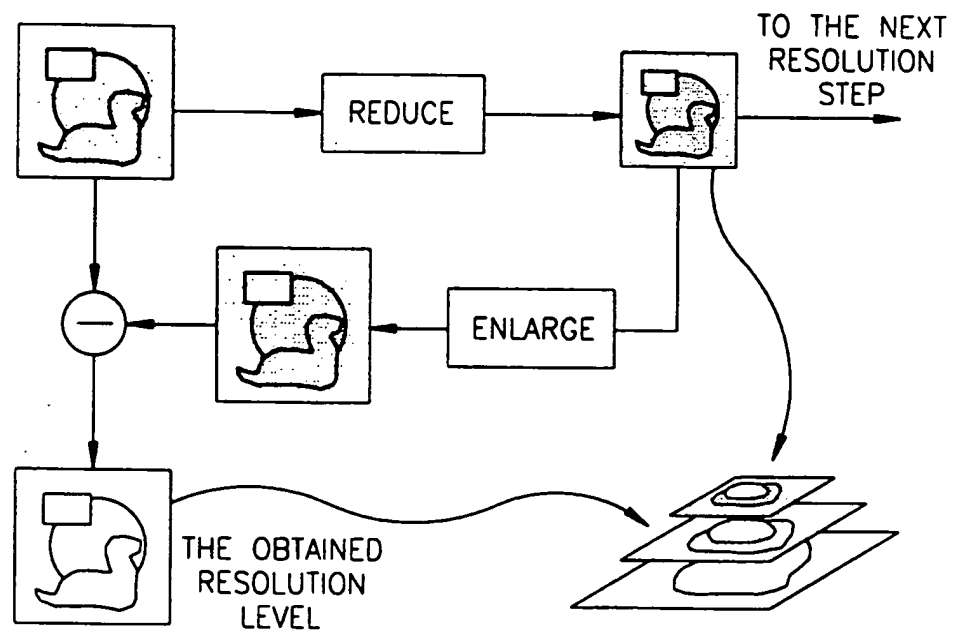 TO THE NEXT
RESOLUTION
STEP
REDUCE
ENLARGE
THE OBTAINED
RESOLUTION
LEVEL